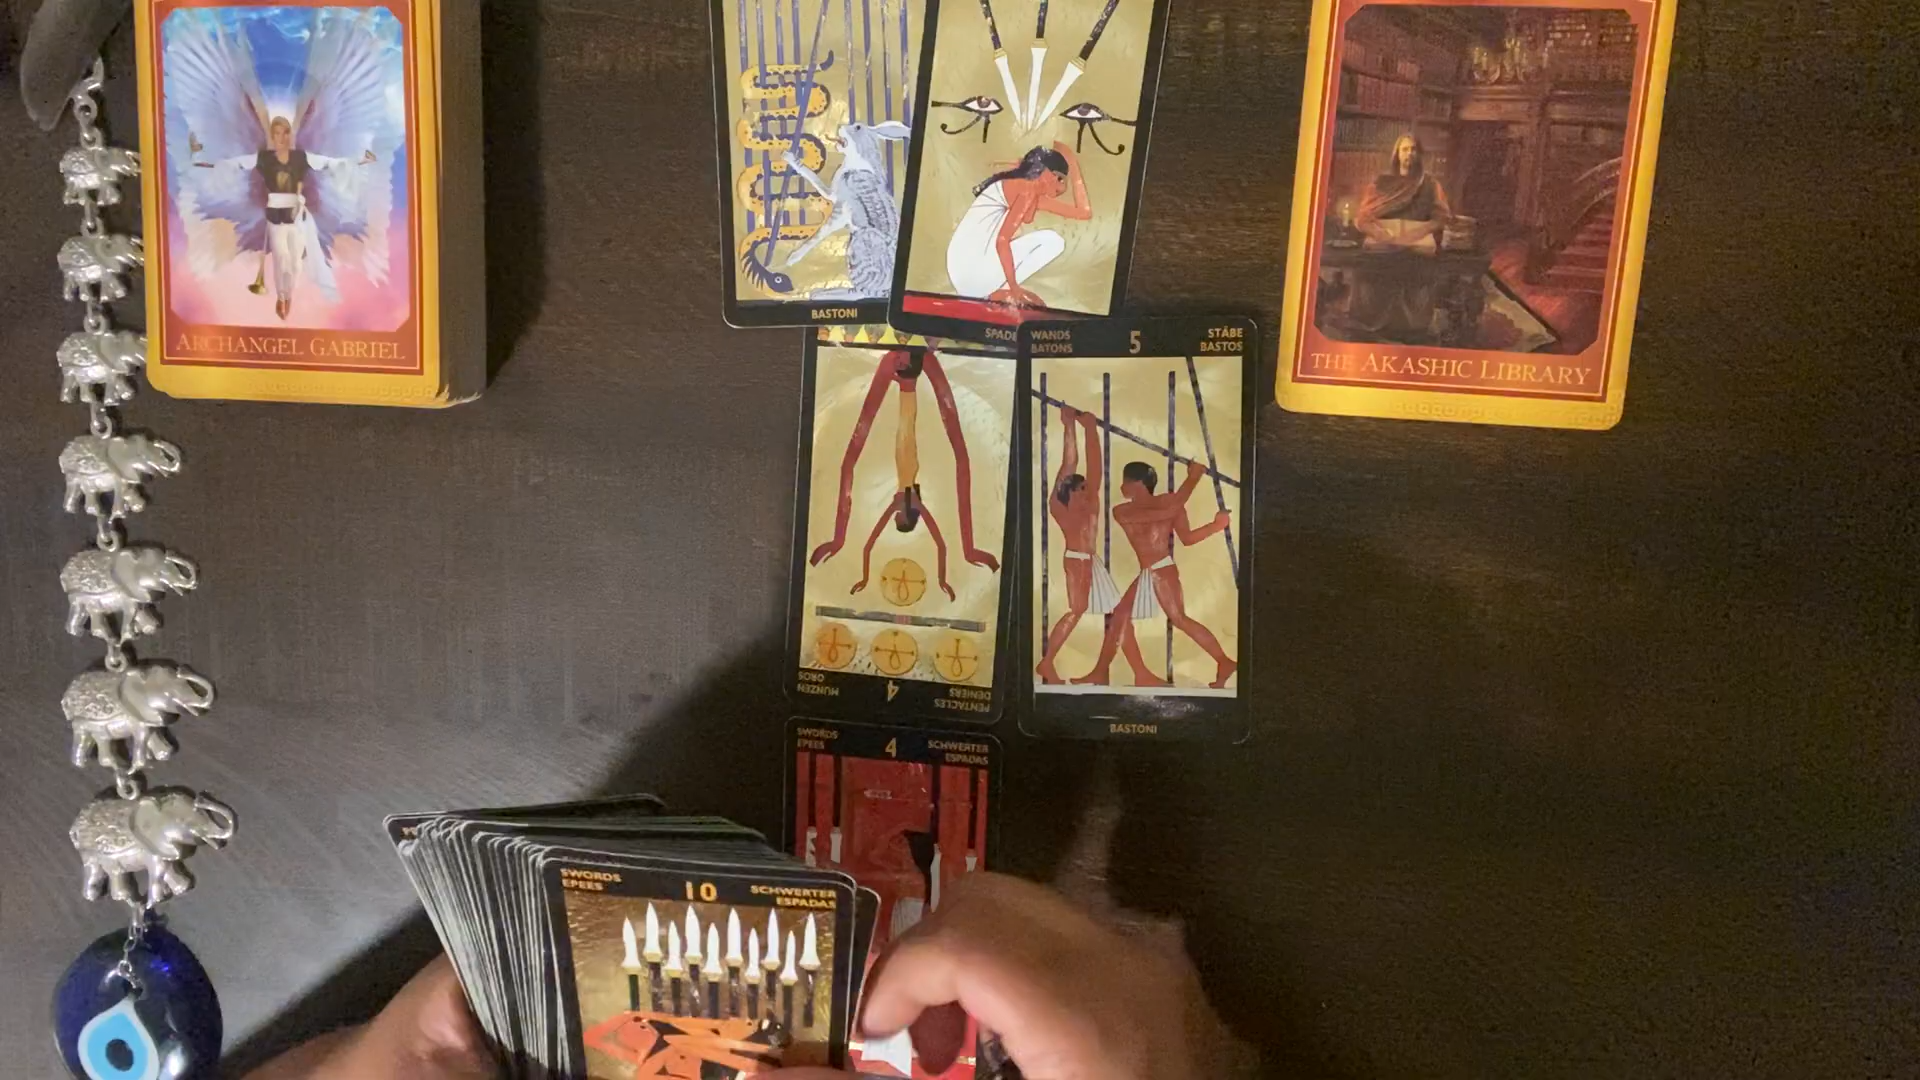 ARCHANGEL GABRIEL
BASTONI
SPADE
THE AKASHIC LIBRARY
WANDS
BATONS
5
STÄBE
BASTOS
BASTONI
PENTACLES
DENIERS
4
MÜNZEN
OROS
SWORDS
EPEES
4
SCHWERTER
ESPADAS
SWORDS
EPEES
10
SCHWERTER
ESPADAS